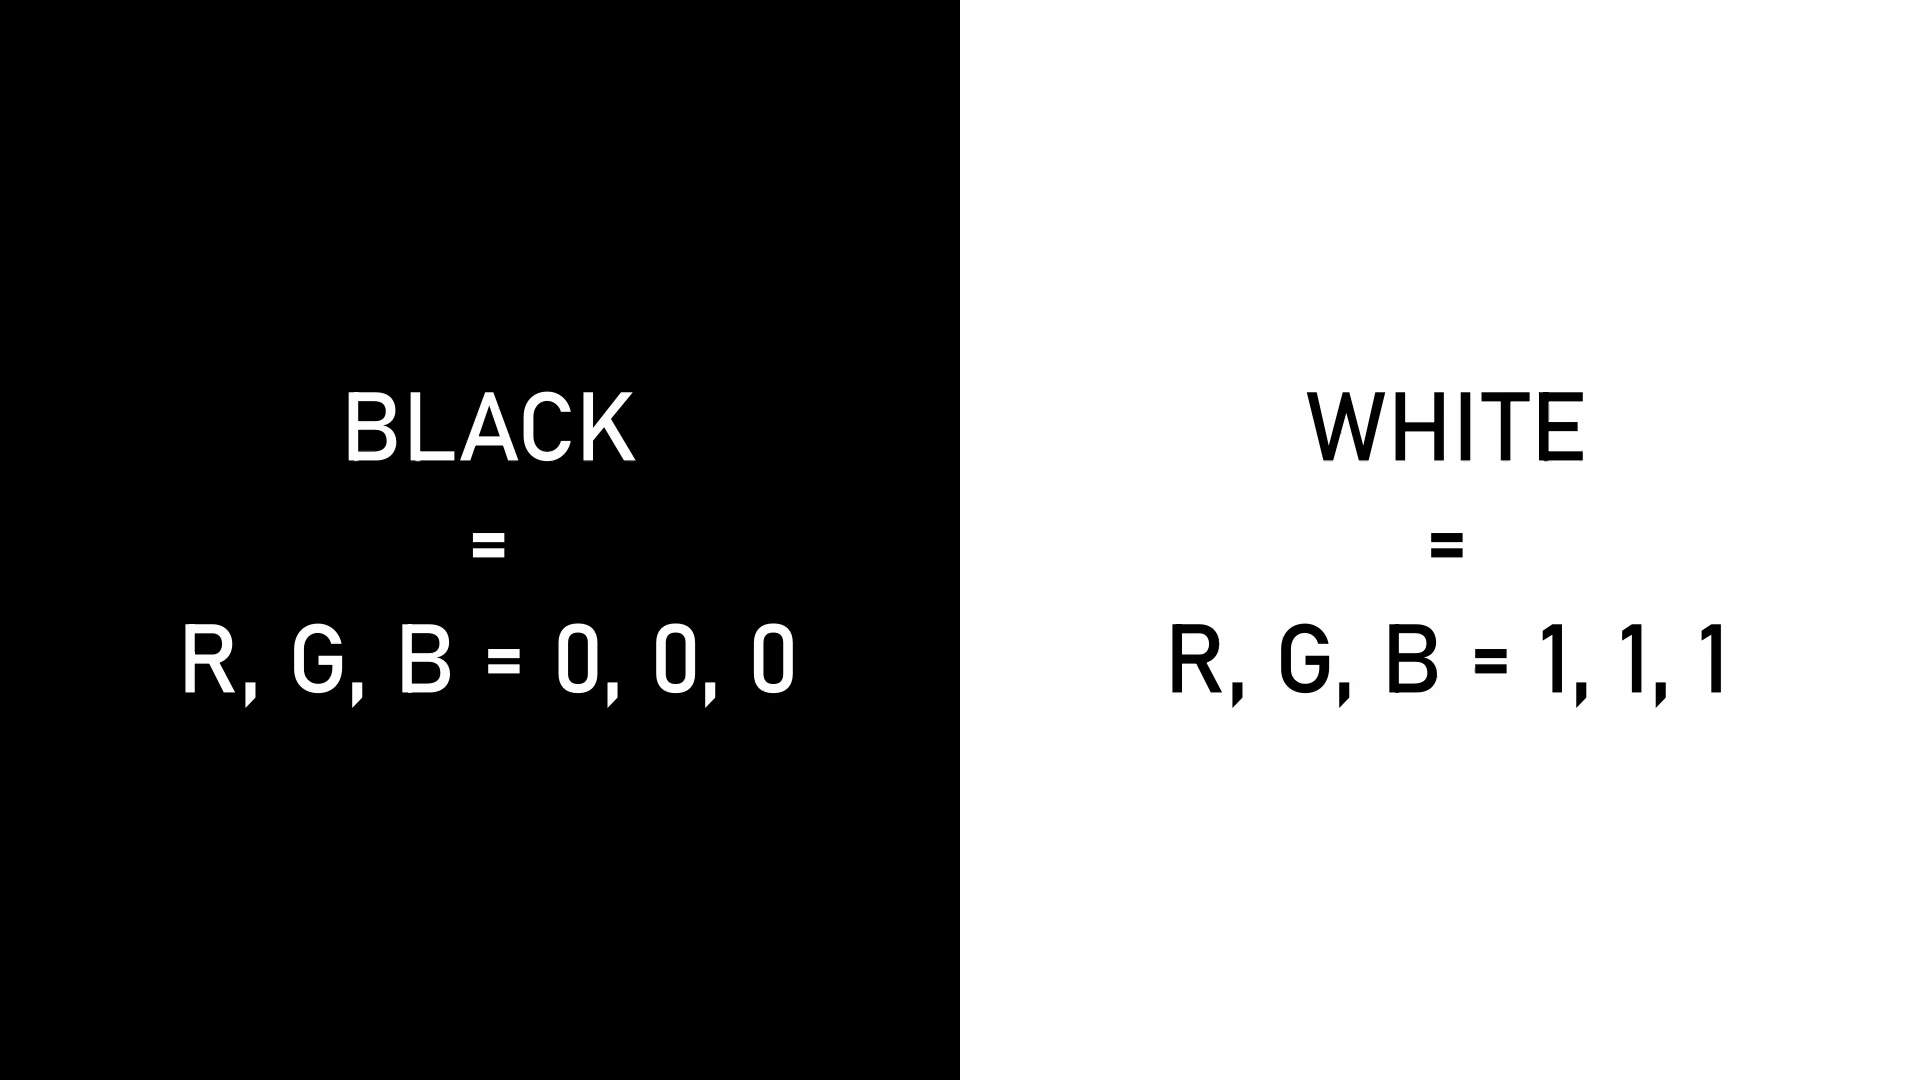 BLACK
=
R, G, B = 0, 0, 0
WHITE
=
R, G, B = 1, 1, 1